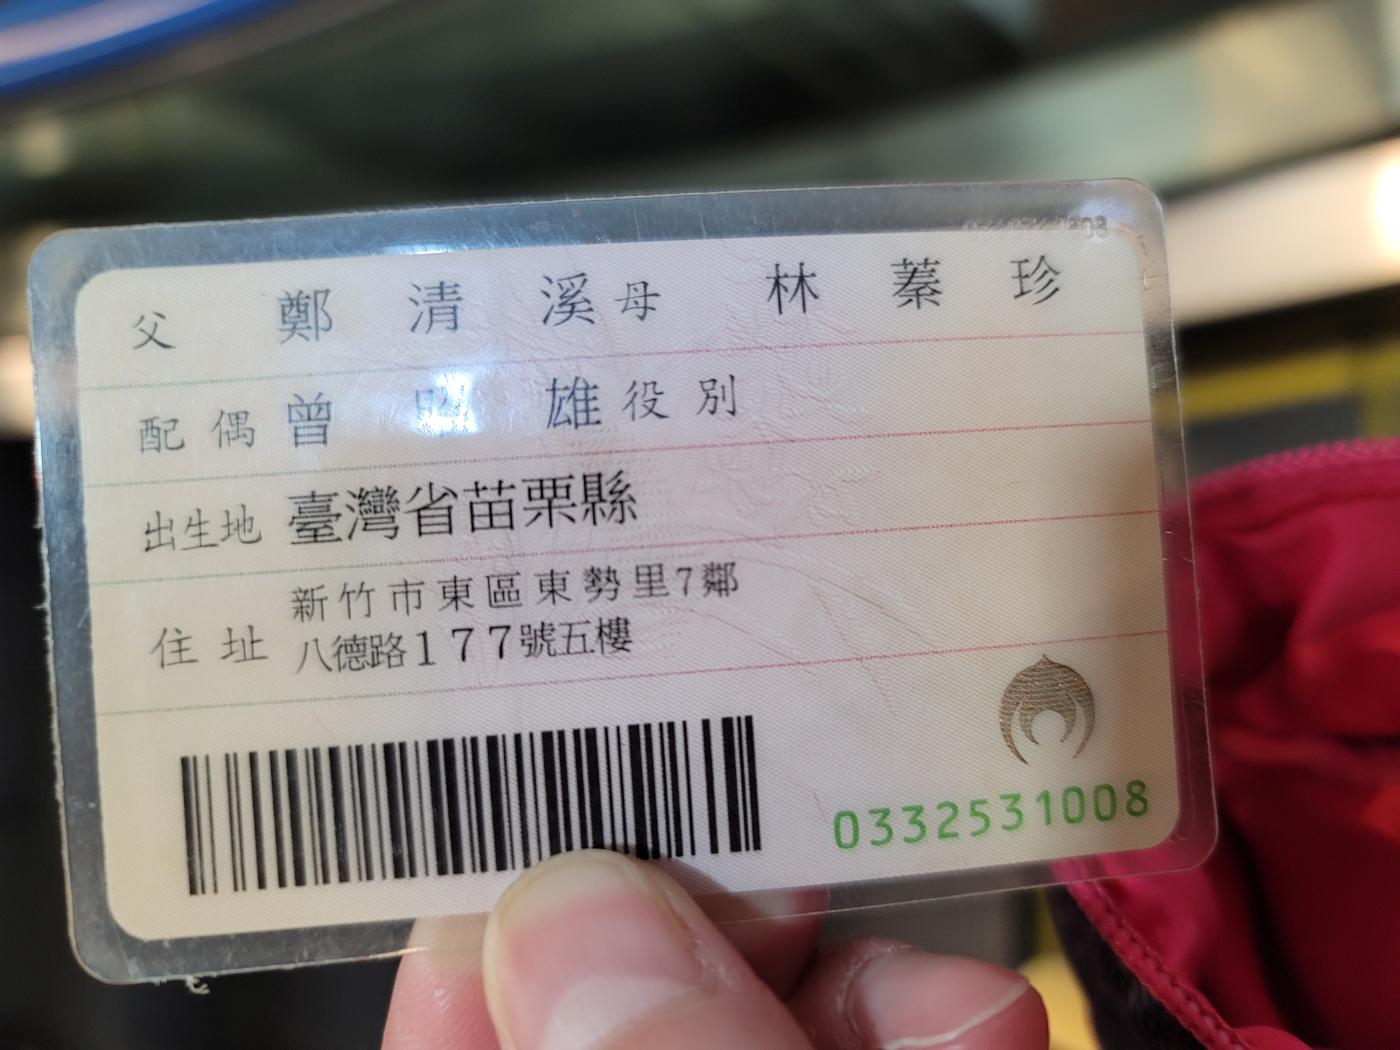 父 鄭 清 溪 母 林 蓁 珍
配偶 曾 雄 役別
出生地 臺灣省苗栗縣
住址 新竹市東區東勢里7鄰
八德路177號五樓
0332531008